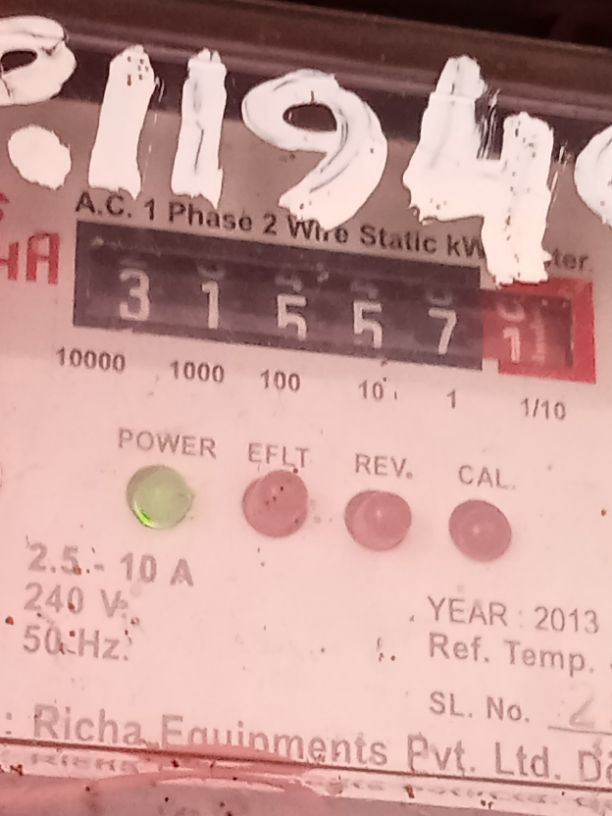 P.11940
A.C. 1 Phase 2 Wire Static kW
HA
3 1 5 5 7 1
10000 1000 100 10 1 1/10
POWER EFLT REV. CAL.
2.5 - 10 A
240 V
50 Hz
YEAR : 2013
Ref. Temp.
SL. No. 2
: Richa Equipments Pvt. Ltd.